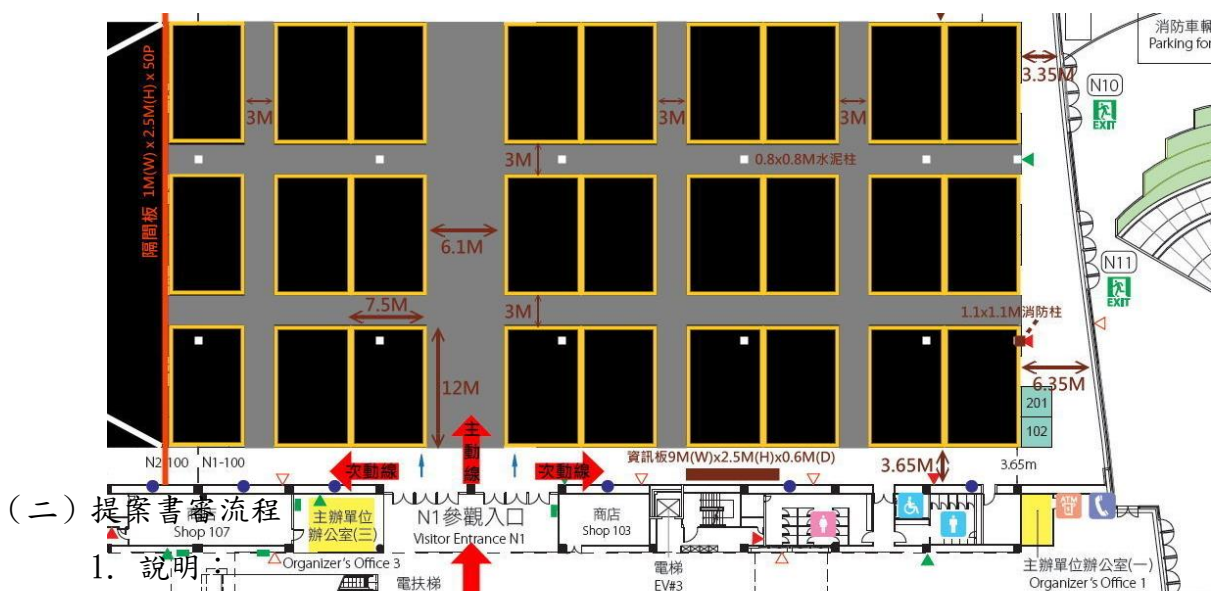 消防車輛
Parking for
隔間板 1M(W) x 2.5M(H) x 50P
3.35M
N10
EXIT
3M
3M
3M
3M
0.8x0.8M水泥柱
6.1M
N11
EXIT
7.5M
3M
1.1x1.1M消防柱
12M
6.35M
201
102
主動線
N2-100
N1-100
次動線
次動線
資訊板9M(W)x2.5M(H)x0.6M(D)
3.65M
3.65m
(二)提案書審流程
商店
Shop 107
主辦單位
辦公室(三)
Organizer's Office 3
N1參觀入口
Visitor Entrance N1
商店
Shop 103
ATM
1. 說明:
電扶梯
電梯
EV#3
主辦單位辦公室(一)
Organizer's Office 1